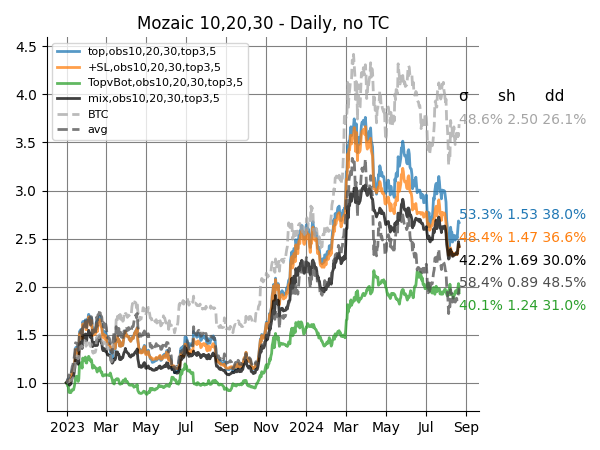 Mozaic 10,20,30 - Daily, no TC
top,obs10,20,30,top3,5
+SL,obs10,20,30,top3,5
TopvBot,obs10,20,30,top3,5
mix,obs10,20,30,top3,5
BTC
avg
σ sh dd
48.6% 2.50 26.1%
53.3% 1.53 38.0%
48.4% 1.47 36.6%
42.2% 1.69 30.0%
58.4% 0.89 48.5%
40.1% 1.24 31.0%
4.5
4.0
3.5
3.0
2.5
2.0
1.5
1.0
2023 Mar May Jul Sep Nov 2024 Mar May Jul Sep